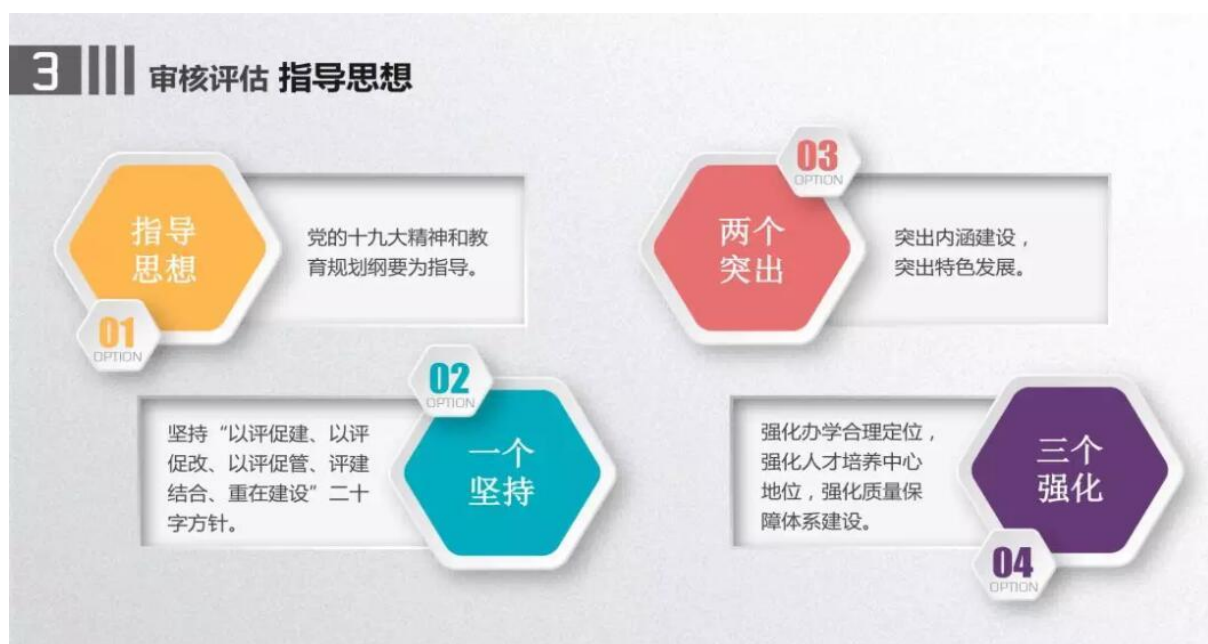 3 审核评估 指导思想
指导
思想
01
OPTION
党的十九大精神和教
育规划纲要为指导。
02
OPTION
一个
坚持
坚持“以评促建、以评
促改、以评促管、评建
结合、重在建设”二十
字方针。
03
OPTION
两个
突出
突出内涵建设，
突出特色发展。
04
OPTION
三个
强化
强化办学合理定位，
强化人才培养中心
地位，强化质量保
障体系建设。